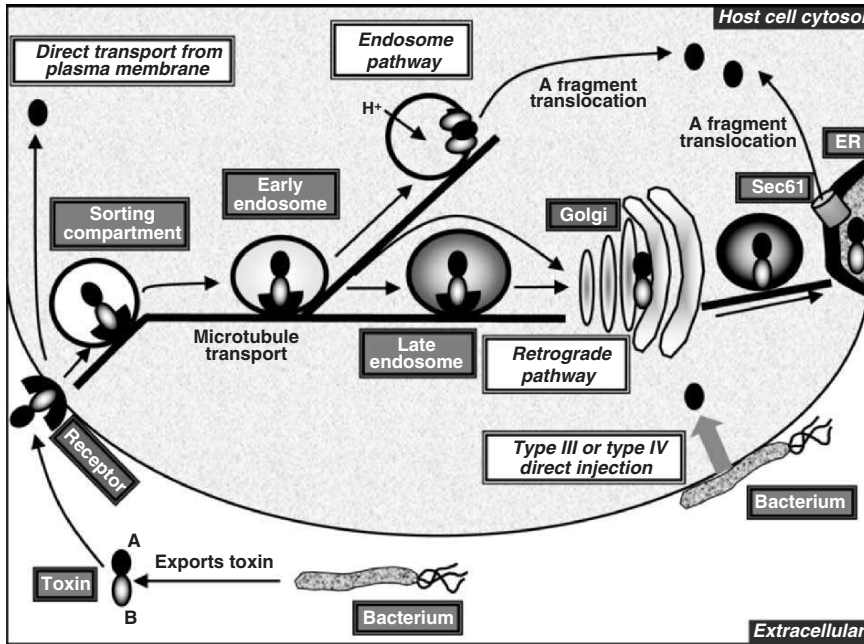 Host cell cytosol
Direct transport from
plasma membrane
Endosome
pathway
A fragment
translocation
H+
A fragment
translocation
ER
Early
endosome
Sec61
Sorting
compartment
Golgi
Microtubule
transport
Late
endosome
Retrograde
pathway
Receptor
Type III or type IV
direct injection
Bacterium
A
Exports toxin
Toxin
B
Bacterium
Extracellular